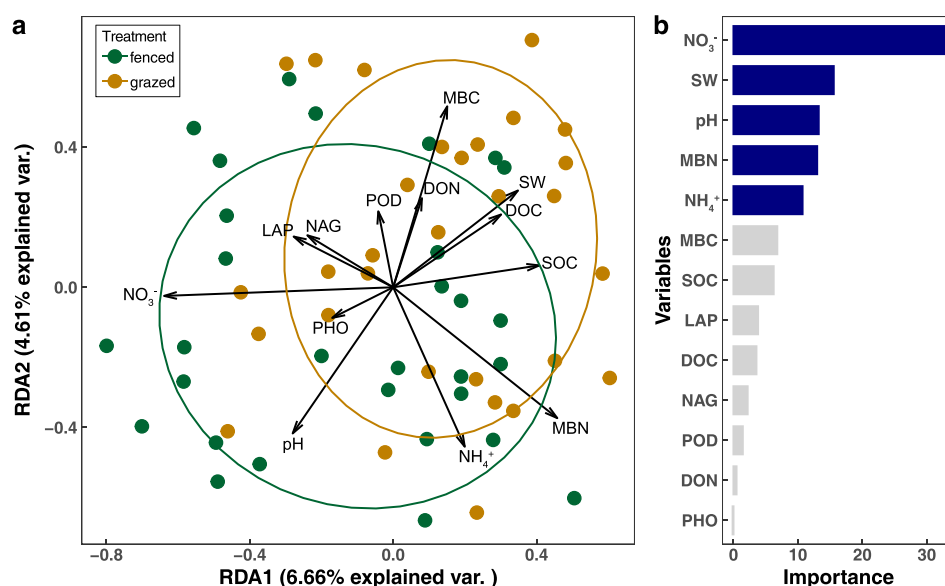 a
Treatment
fenced
grazed
MBC
SW
DON
POD
DOC
NAG
LAP
SOC
NO₃⁻
PHO
pH
MBN
NH₄⁺
0.4
0.0
−0.4
−0.8
−0.4
0.0
0.4
RDA2 (4.61% explained var.)
RDA1 (6.66% explained var. )
b
NO₃⁻
SW
pH
MBN
NH₄⁺
MBC
SOC
LAP
DOC
NAG
POD
DON
PHO
Variables
0
10
20
30
Importance